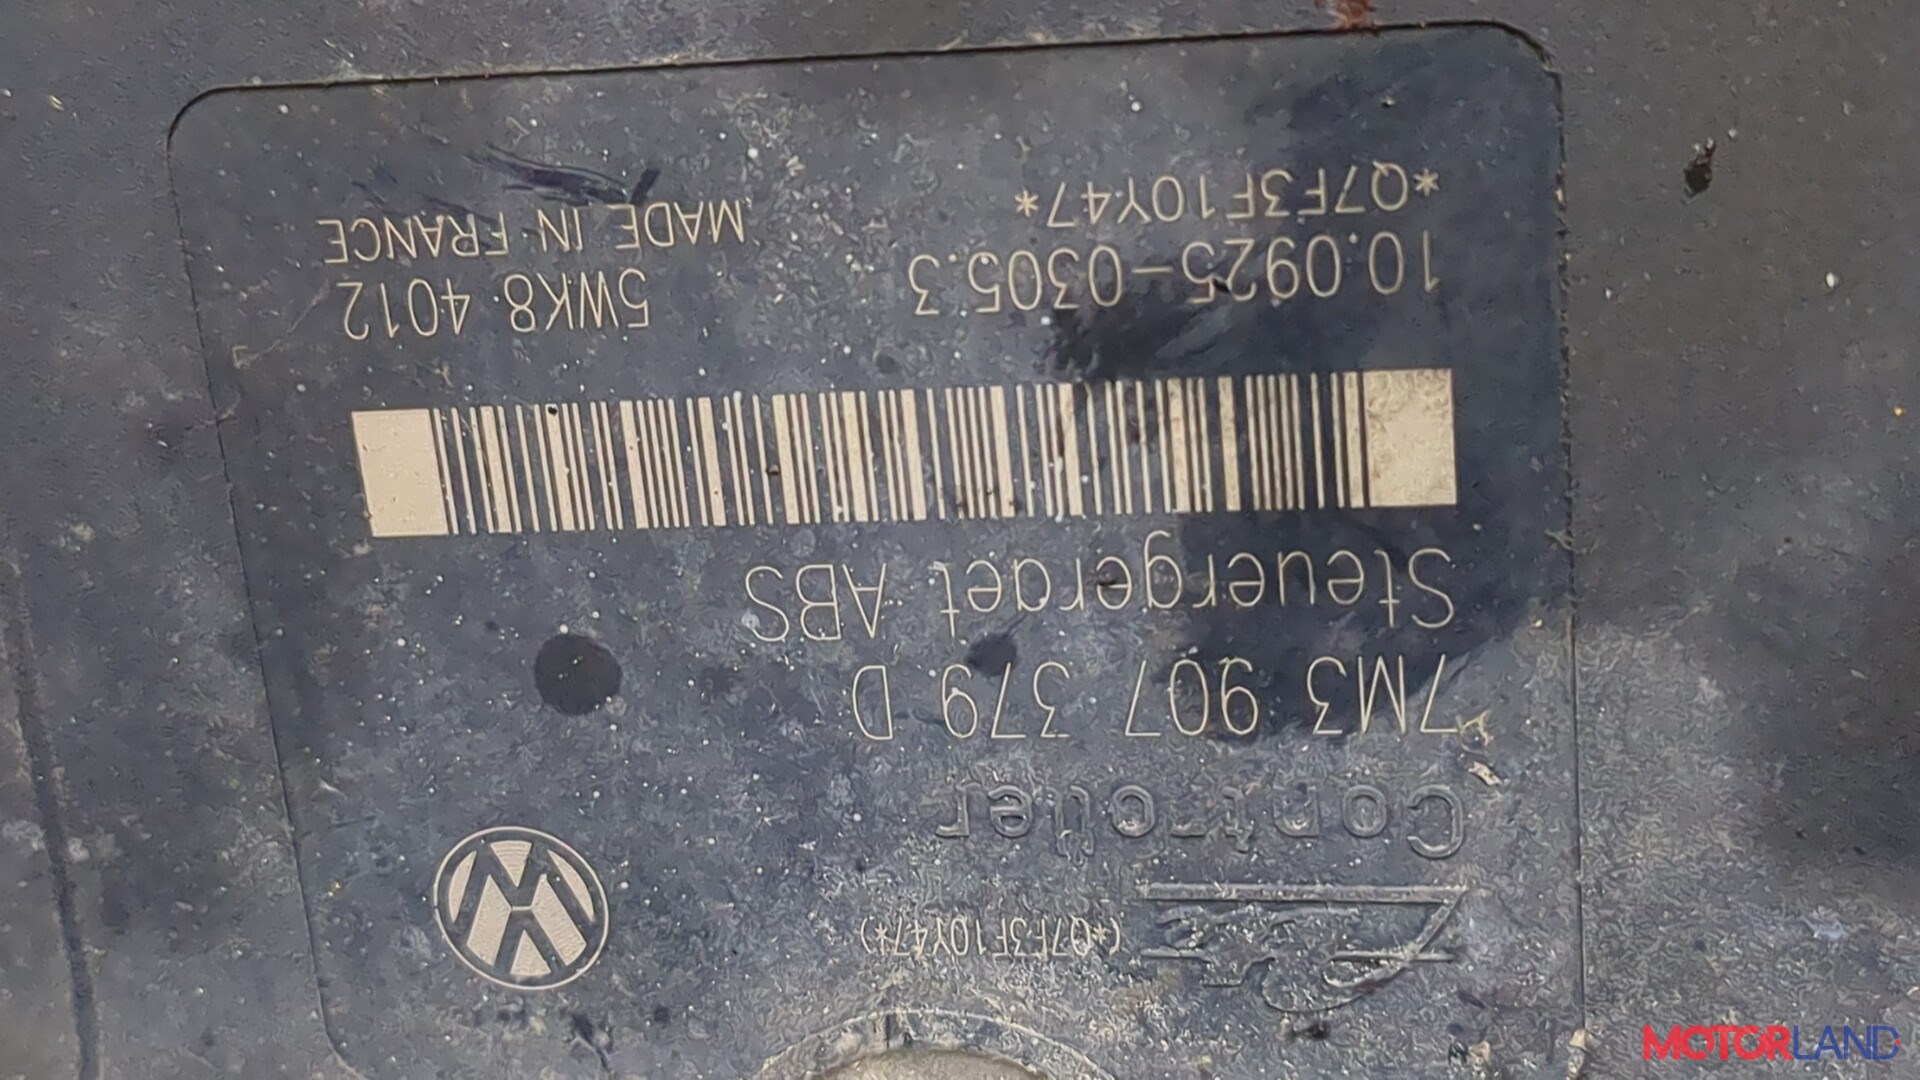 (*Q7F3F10Y47*)
Controller
7M3 907 379 D
Steuergeraet ABS
10.0925-0305.3 5WK8 4012
*Q7F3F10Y47* MADE IN FRANCE
MOTORLAND